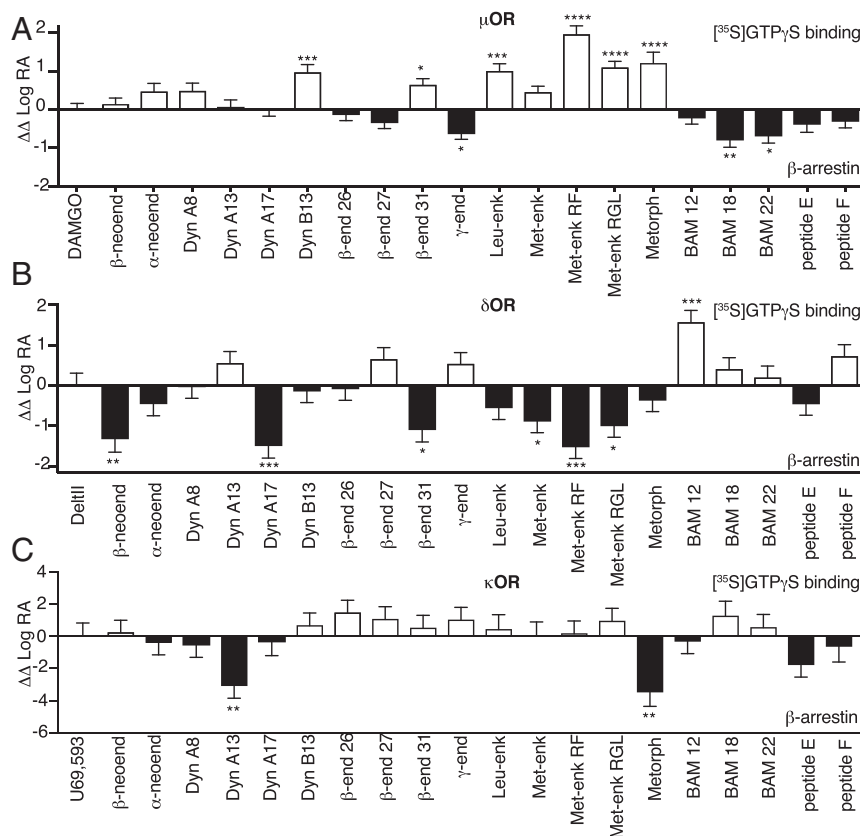 A
μOR
[³⁵S]GTPγS binding
ΔΔ Log RA
2
1
0
-1
-2
***
*
*
***
****
****
****
**
*
β-arrestin
DAMGO
β-neoend
α-neoend
Dyn A8
Dyn A13
Dyn A17
Dyn B13
β-end 26
β-end 27
β-end 31
γ-end
Leu-enk
Met-enk
Met-enk RF
Met-enk RGL
Metorph
BAM 12
BAM 18
BAM 22
peptide E
peptide F
B
δOR
[³⁵S]GTPγS binding
ΔΔ Log RA
2
1
0
-1
-2
**
***
*
*
***
*
***
β-arrestin
DeltII
β-neoend
α-neoend
Dyn A8
Dyn A13
Dyn A17
Dyn B13
β-end 26
β-end 27
β-end 31
γ-end
Leu-enk
Met-enk
Met-enk RF
Met-enk RGL
Metorph
BAM 12
BAM 18
BAM 22
peptide E
peptide F
C
κOR
[³⁵S]GTPγS binding
ΔΔ Log RA
4
2
0
-2
-4
-6
**
**
β-arrestin
U69,593
β-neoend
α-neoend
Dyn A8
Dyn A13
Dyn A17
Dyn B13
β-end 26
β-end 27
β-end 31
γ-end
Leu-enk
Met-enk
Met-enk RF
Met-enk RGL
Metorph
BAM 12
BAM 18
BAM 22
peptide E
peptide F